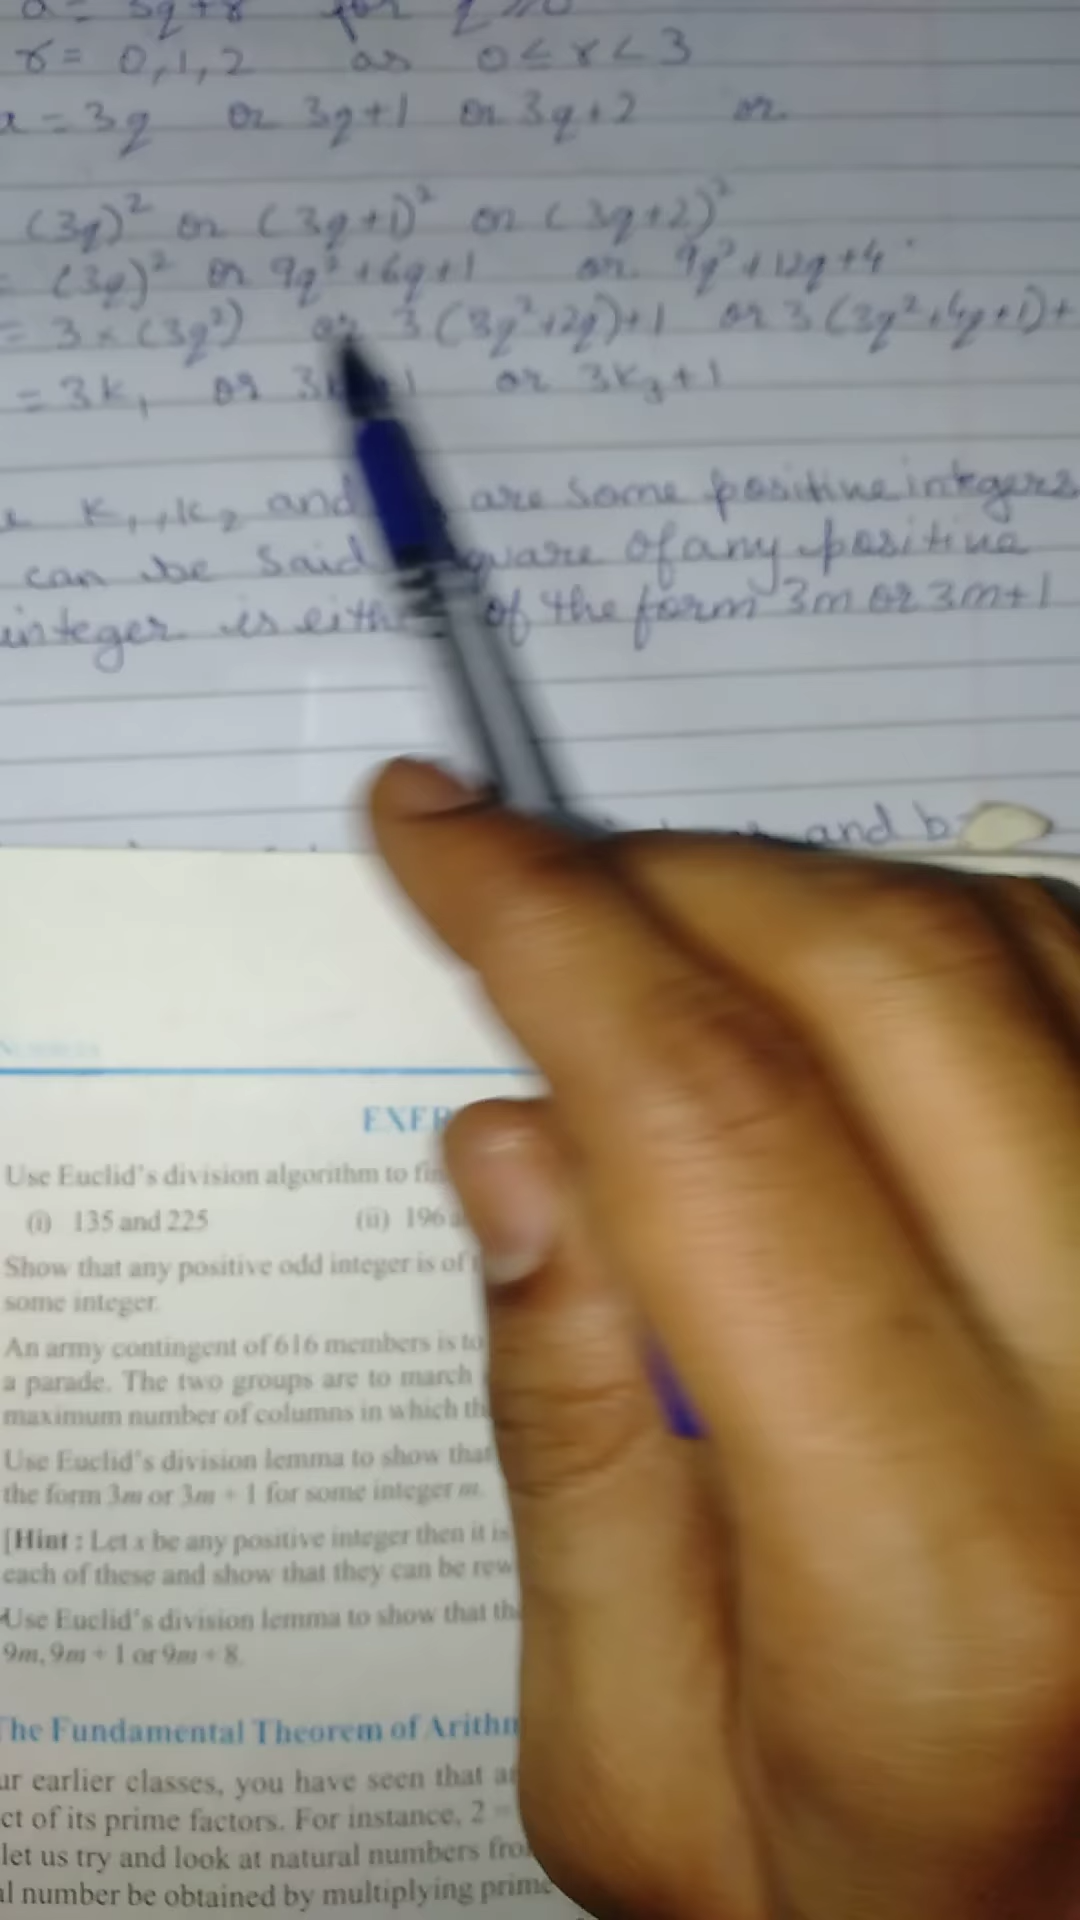 a = 3q + r for q ≥ 0
r = 0, 1, 2 as 0 ≤ r < 3
= 3q or 3q+1 or 3q+2 or
(3q)² or (3q+1)² or (3q+2)²
= (3q)² or 9q²+6q+1 or 9q²+12q+4
= 3 × (3q²) or 3(3q²+2q)+1 or 3(3q²+4q+1)+
= 3k₁ or or 3k₃+1
k₁, k₂ and are some positive integers
can be said of any positive
integer is of the form 3m or 3m+1
and b
NUMBERS
Use Euclid's division algorithm to
(i) 135 and 225 (ii) 196
Show that any positive odd integer is of
some integer.
An army contingent of 616 members is to
a parade. The two groups are to march
maximum number of columns in which
Use Euclid's division lemma to show that
the form 3m or 3m + 1 for some integer m.
[Hint : Let x be any positive integer then it is
each of these and show that they can be
Use Euclid's division lemma to show that
9m, 9m + 1 or 9m + 8.
The Fundamental Theorem of
earlier classes, you have seen that
of its prime factors. For instance, 2 =
let us try and look at natural numbers
number be obtained by multiplying